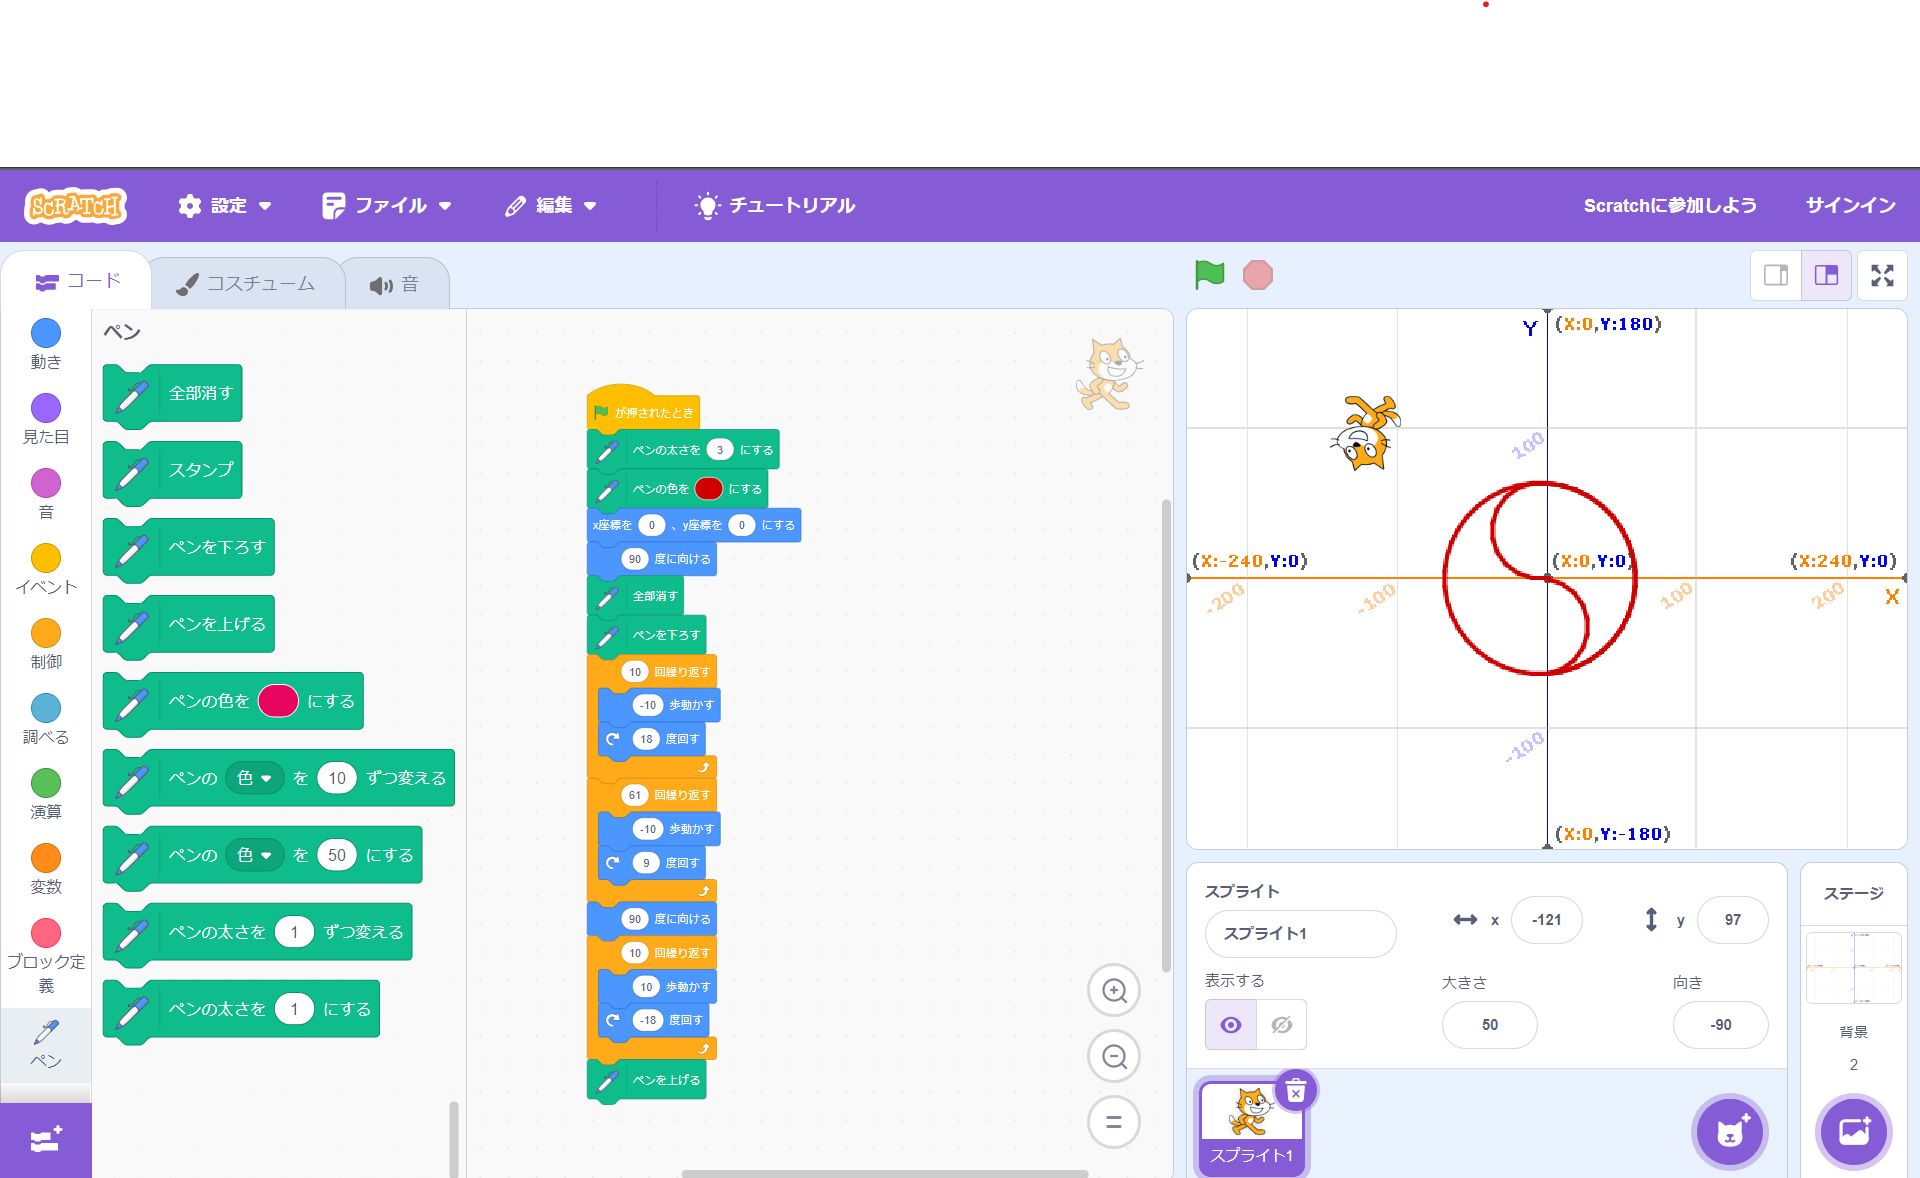 SCRATCH 設定 ファイル 編集 チュートリアル Scratchに参加しよう サインイン
コード コスチューム 音
動き
見た目
音
イベント
制御
調べる
演算
変数
ブロック定
義
ペン
ペン
全部消す
スタンプ
ペンを下ろす
ペンを上げる
ペンの色を にする
ペンの 色 を 10 ずつ変える
ペンの 色 を 50 にする
ペンの太さを 1 ずつ変える
ペンの太さを 1 にする
が押されたとき
ペンの太さを 3 にする
ペンの色を にする
x座標を 0 、y座標を 0 にする
90 度に向ける
全部消す
ペンを下ろす
10 回繰り返す
-10 歩動かす
18 度回す
61 回繰り返す
-10 歩動かす
9 度回す
90 度に向ける
10 回繰り返す
10 歩動かす
-18 度回す
ペンを上げる
Y (X:0,Y:180)
100
(X:-240,Y:0) (X:0,Y:0) (X:240,Y:0)
-200 -100 100 200 X
-100
(X:0,Y:-180)
スプライト
スプライト1 x -121 y 97
表示する 大きさ 向き
50 -90
スプライト1
ステージ
背景
2